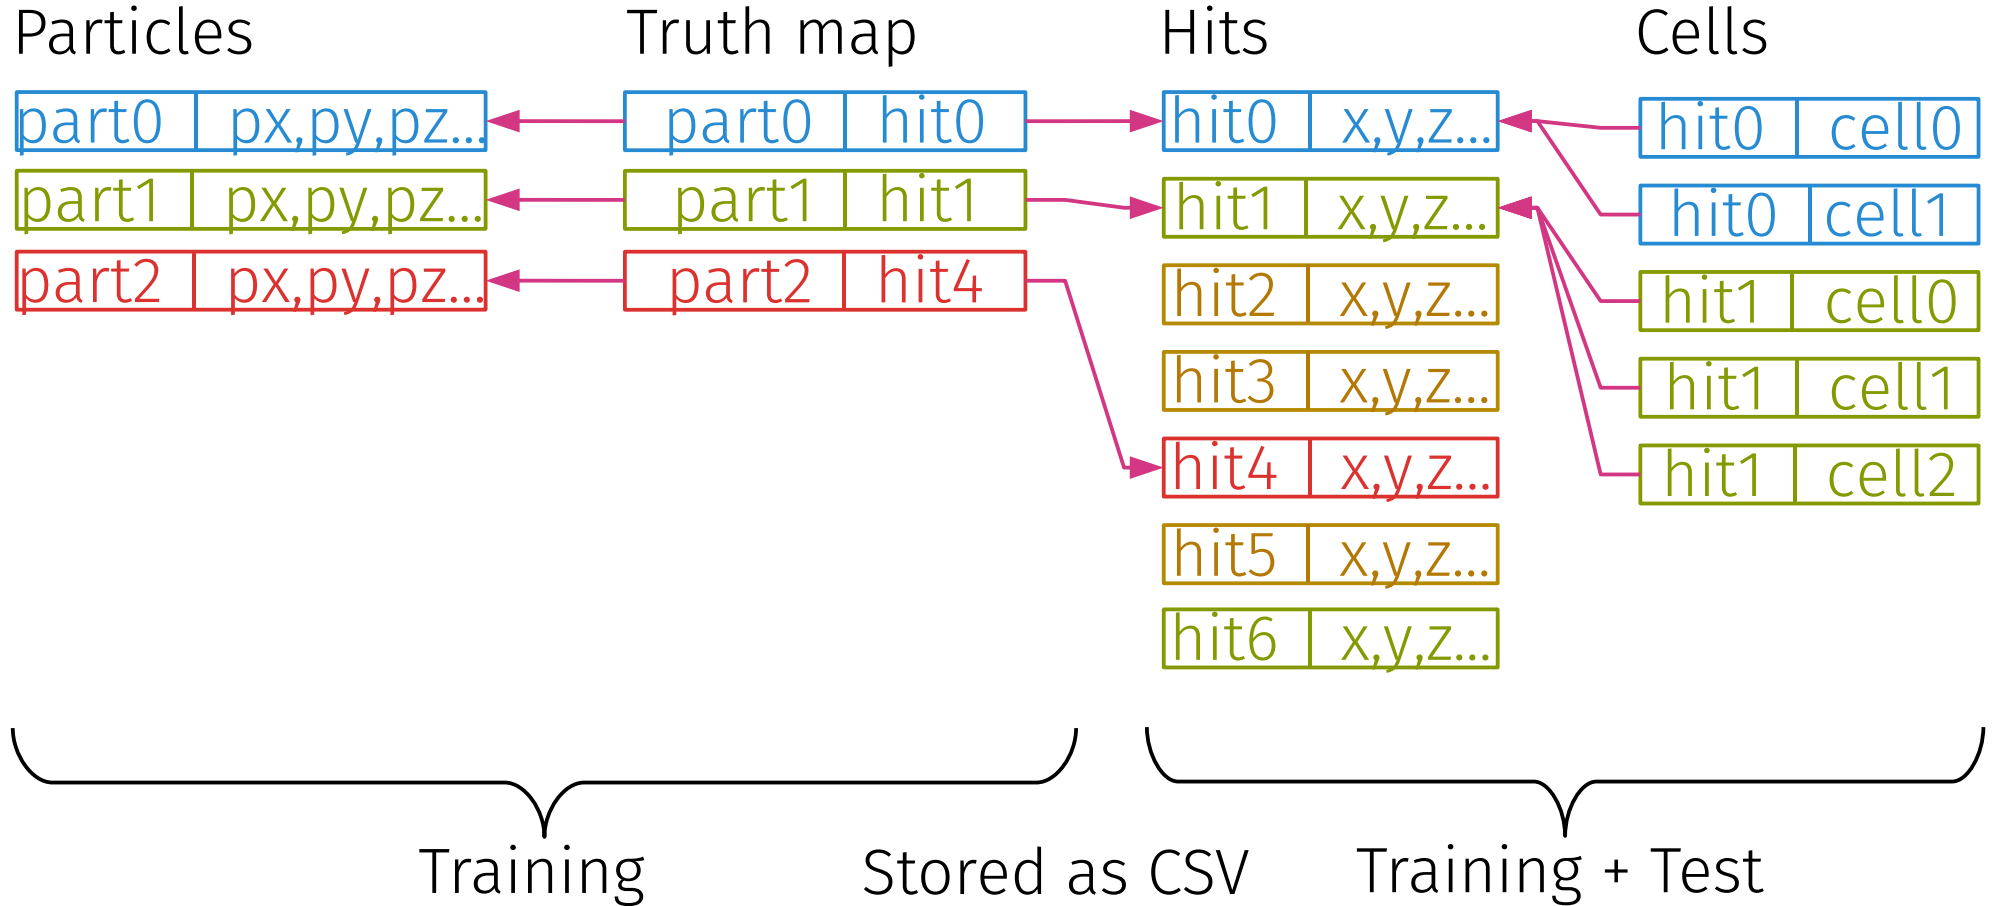 Particles Truth map Hits Cells
part0 px,py,pz... part0 hit0 hit0 x,y,z... hit0 cell0
part1 px,py,pz... part1 hit1 hit1 x,y,z... hit0 cell1
part2 px,py,pz... part2 hit4 hit2 x,y,z... hit1 cell0
hit3 x,y,z... hit1 cell1
hit4 x,y,z... hit1 cell2
hit5 x,y,z...
hit6 x,y,z...
Training Stored as CSV Training + Test